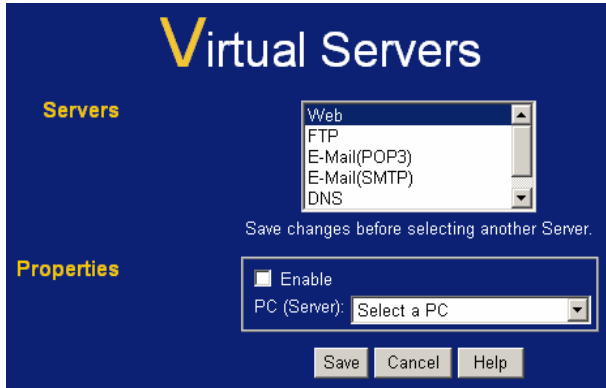 Virtual Servers
Servers
Web
FTP
E-Mail(POP3)
E-Mail(SMTP)
DNS
Save changes before selecting another Server.
Properties
Enable
PC (Server): Select a PC
Save Cancel Help